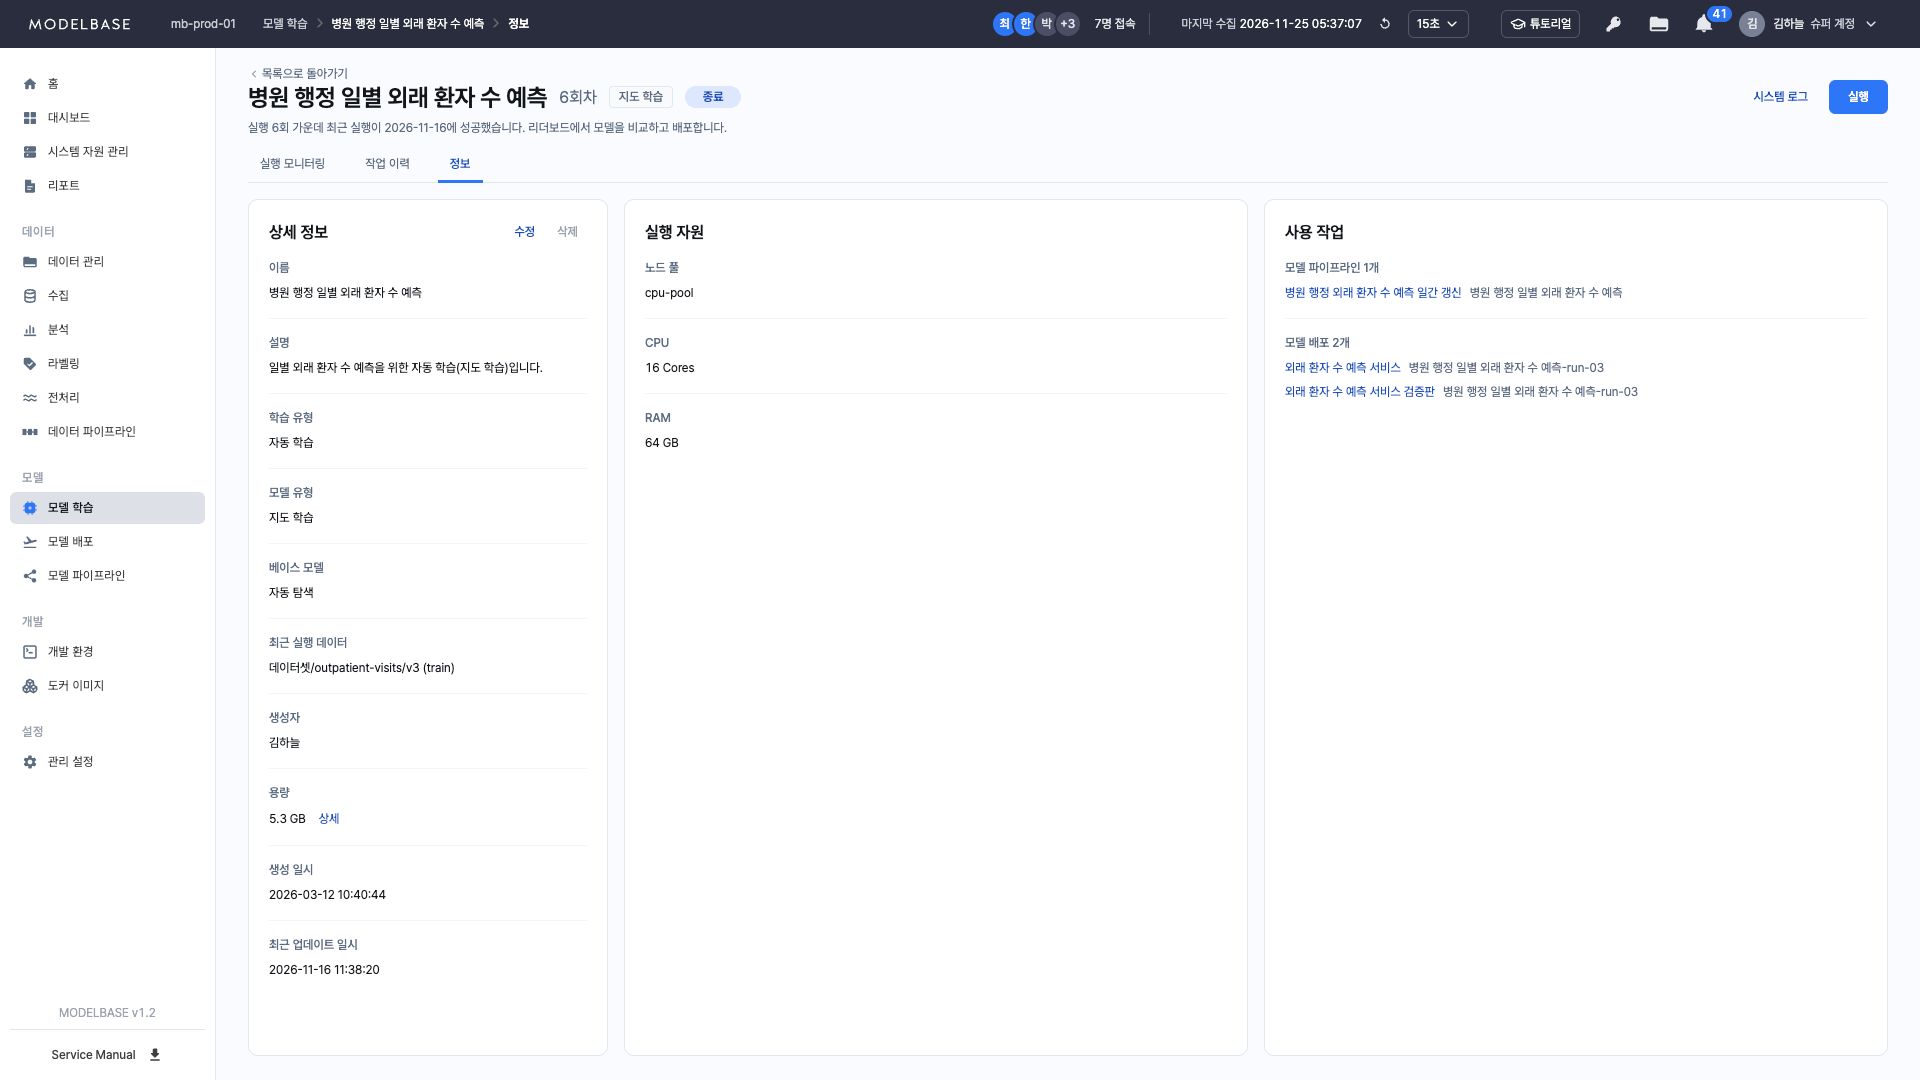 MODELBASE
mb-prod-01
모델 학습
병원 행정 일별 외래 환자 수 예측
정보
최
한
박
+3
7명 접속
마지막 수집 2026-11-25 05:37:07
15초
튜토리얼
41
김
김하늘 슈퍼 계정
홈
대시보드
시스템 자원 관리
리포트
데이터
데이터 관리
수집
분석
라벨링
전처리
데이터 파이프라인
모델
모델 학습
모델 배포
모델 파이프라인
개발
개발 환경
도커 이미지
설정
관리 설정
MODELBASE v1.2
Service Manual
목록으로 돌아가기
병원 행정 일별 외래 환자 수 예측 6회차 지도 학습 종료
실행 6회 가운데 최근 실행이 2026-11-16에 성공했습니다. 리더보드에서 모델을 비교하고 배포합니다.
시스템 로그
실행
실행 모니터링
작업 이력
정보
상세 정보
수정
삭제
이름
병원 행정 일별 외래 환자 수 예측
설명
일별 외래 환자 수 예측을 위한 자동 학습(지도 학습)입니다.
학습 유형
자동 학습
모델 유형
지도 학습
베이스 모델
자동 탐색
최근 실행 데이터
데이터셋/outpatient-visits/v3 (train)
생성자
김하늘
용량
5.3 GB 상세
생성 일시
2026-03-12 10:40:44
최근 업데이트 일시
2026-11-16 11:38:20
실행 자원
노드 풀
cpu-pool
CPU
16 Cores
RAM
64 GB
사용 작업
모델 파이프라인 1개
병원 행정 외래 환자 수 예측 일간 갱신 병원 행정 일별 외래 환자 수 예측
모델 배포 2개
외래 환자 수 예측 서비스 병원 행정 일별 외래 환자 수 예측-run-03
외래 환자 수 예측 서비스 검증판 병원 행정 일별 외래 환자 수 예측-run-03